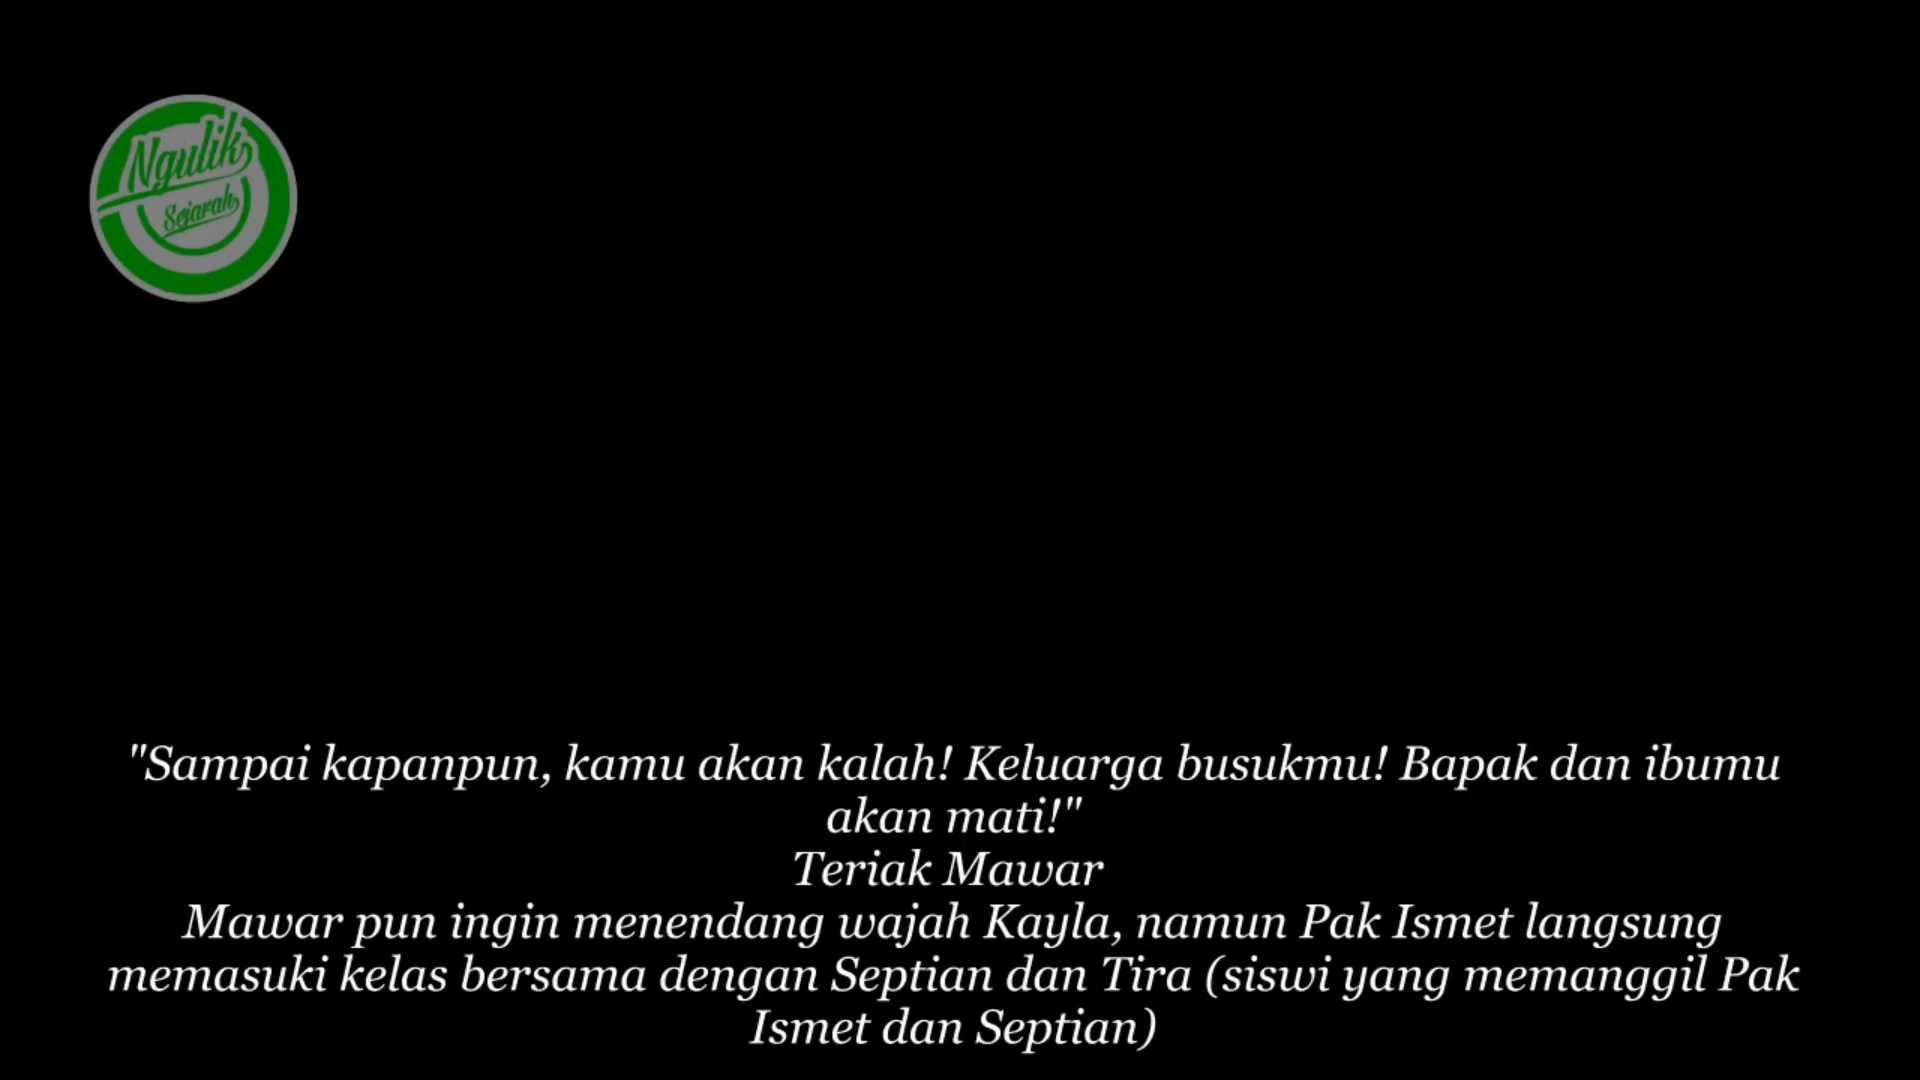 Ngulik
Sejarah
"Sampai kapanpun, kamu akan kalah! Keluarga busukmu! Bapak dan ibumu
akan mati!"
Teriak Mawar
Mawar pun ingin menendang wajah Kayla, namun Pak Ismet langsung
memasuki kelas bersama dengan Septian dan Tira (siswi yang memanggil Pak
Ismet dan Septian)